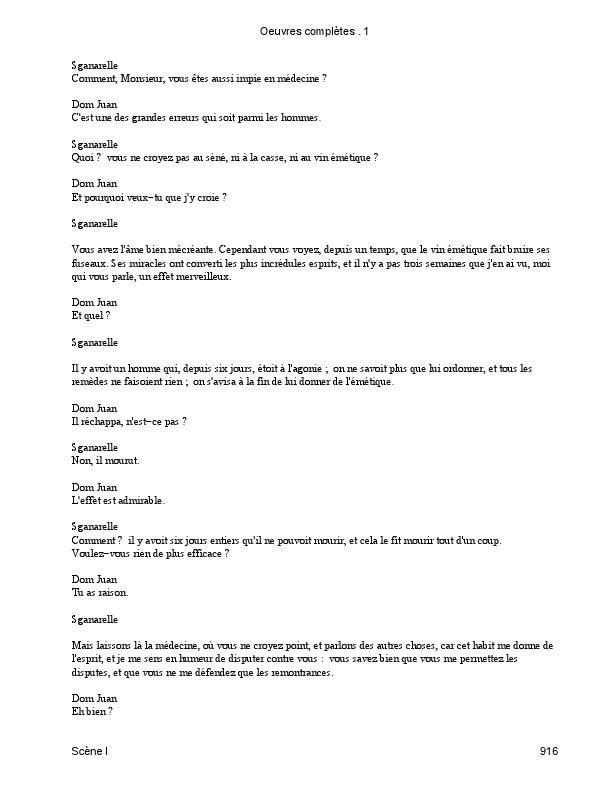 Oeuvres complètes . 1
Sganarelle
Comment, Monsieur, vous êtes aussi impie en médecine ?
Dom Juan
C'est une des grandes erreurs qui soit parmi les hommes.
Sganarelle
Quoi ?  vous ne croyez pas au séné, ni à la casse, ni au vin émétique ?
Dom Juan
Et pourquoi veux−tu que j'y croie ?
Sganarelle
Vous avez l'âme bien mécréante. Cependant vous voyez, depuis un temps, que le vin émétique fait bruire ses
fuseaux. Ses miracles ont converti les plus incrédules esprits, et il n'y a pas trois semaines que j'en ai vu, moi
qui vous parle, un effet merveilleux.
Dom Juan
Et quel ?
Sganarelle
Il y avoit un homme qui, depuis six jours, étoit à l'agonie ;  on ne savoit plus que lui ordonner, et tous les
remèdes ne faisoient rien ;  on s'avisa à la fin de lui donner de l'émétique.
Dom Juan
Il réchappa, n'est−ce pas ?
Sganarelle
Non, il mourut.
Dom Juan
L'effet est admirable.
Sganarelle
Comment ?  il y avoit six jours entiers qu'il ne pouvoit mourir, et cela le fit mourir tout d'un coup.
Voulez−vous rien de plus efficace ?
Dom Juan
Tu as raison.
Sganarelle
Mais laissons là la médecine, où vous ne croyez point, et parlons des autres choses, car cet habit me donne de
l'esprit, et je me sens en humeur de disputer contre vous :  vous savez bien que vous me permettez les
disputes, et que vous ne me défendez que les remontrances.
Dom Juan
Eh bien ?
Scène I 916